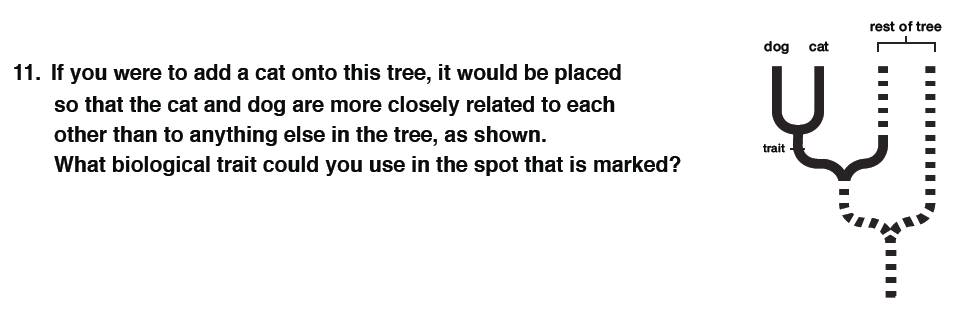 11. If you were to add a cat onto this tree, it would be placed
so that the cat and dog are more closely related to each
other than to anything else in the tree, as shown.
What biological trait could you use in the spot that is marked?
rest of tree
dog cat
trait